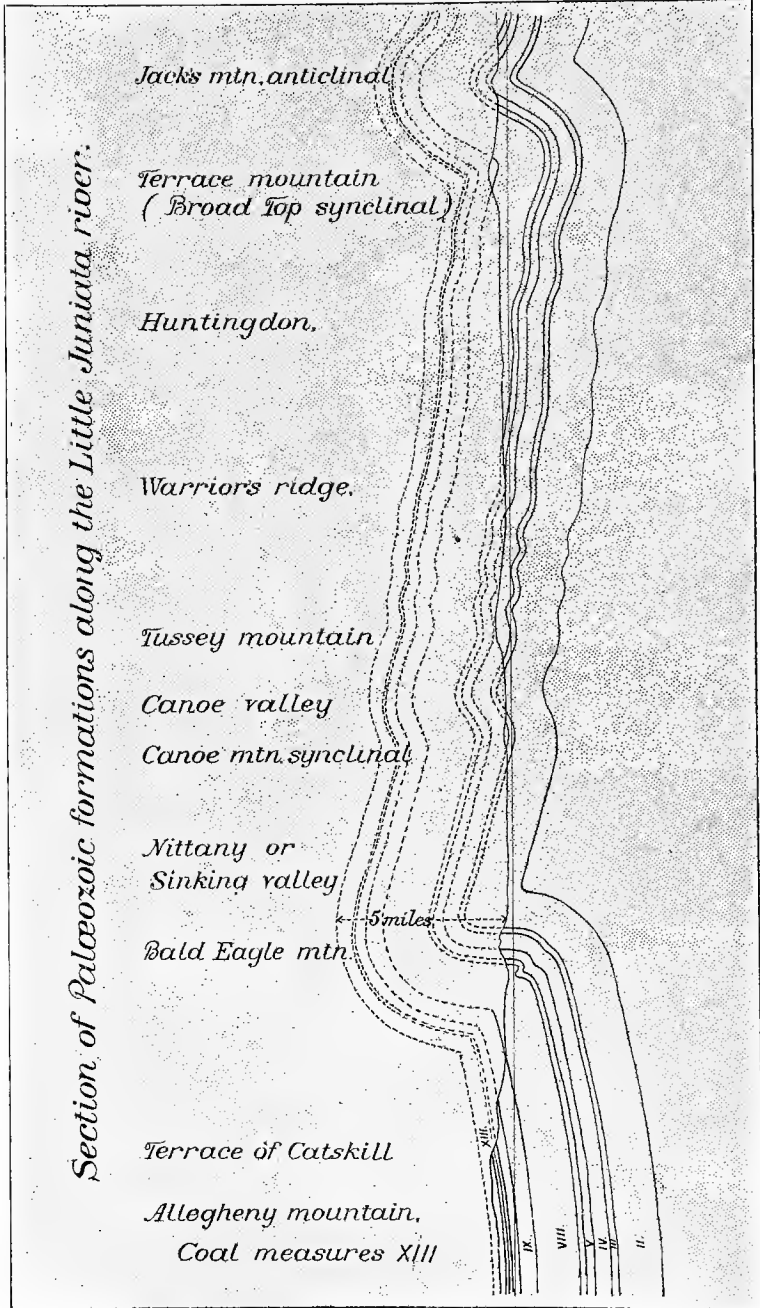 Section of Palæozoic formations along the Little Juniata river.
Jack's mtn. anticlinal
Terrace mountain
( Broad Top synclinal)
Huntingdon,
Warrior's ridge,
Tussey mountain
Canoe valley
Canoe mtn. synclinal
Nittany or
Sinking valley
5 miles
Bald Eagle mtn.
XIII.
Terrace of Catskill
Allegheny mountain,
Coal measures XIII
IX.
VIII.
V
IV.
III
II.